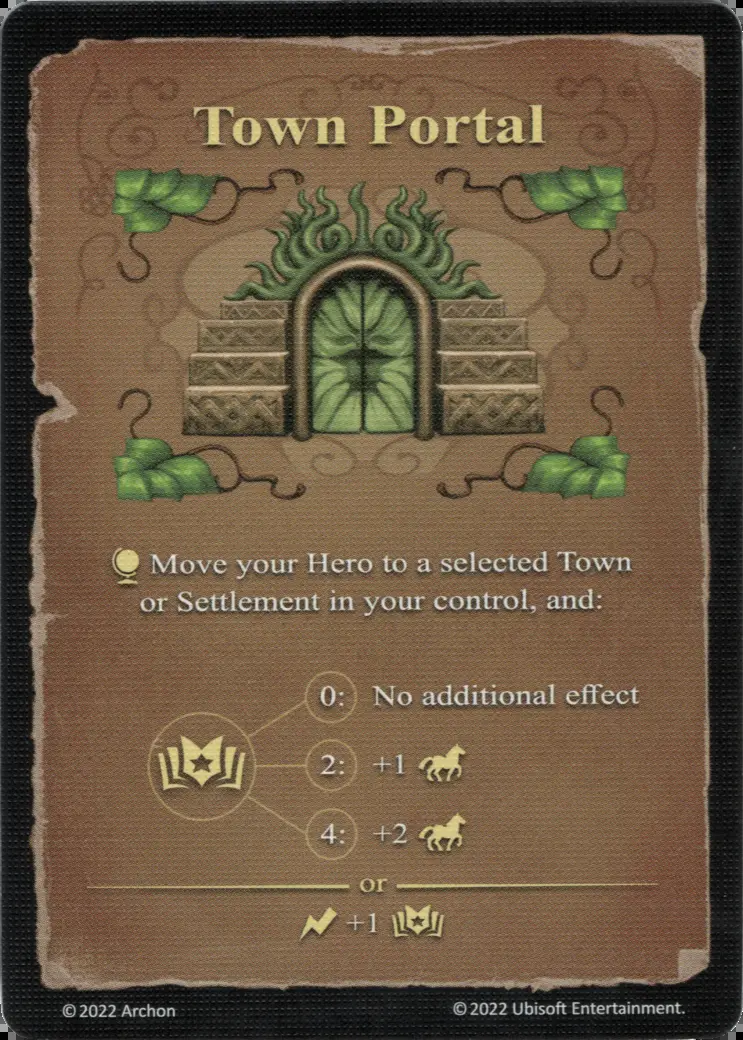 Town Portal
Move your Hero to a selected Town
or Settlement in your control, and:
0: No additional effect
2: +1
4: +2
or
+1
© 2022 Archon
© 2022 Ubisoft Entertainment.